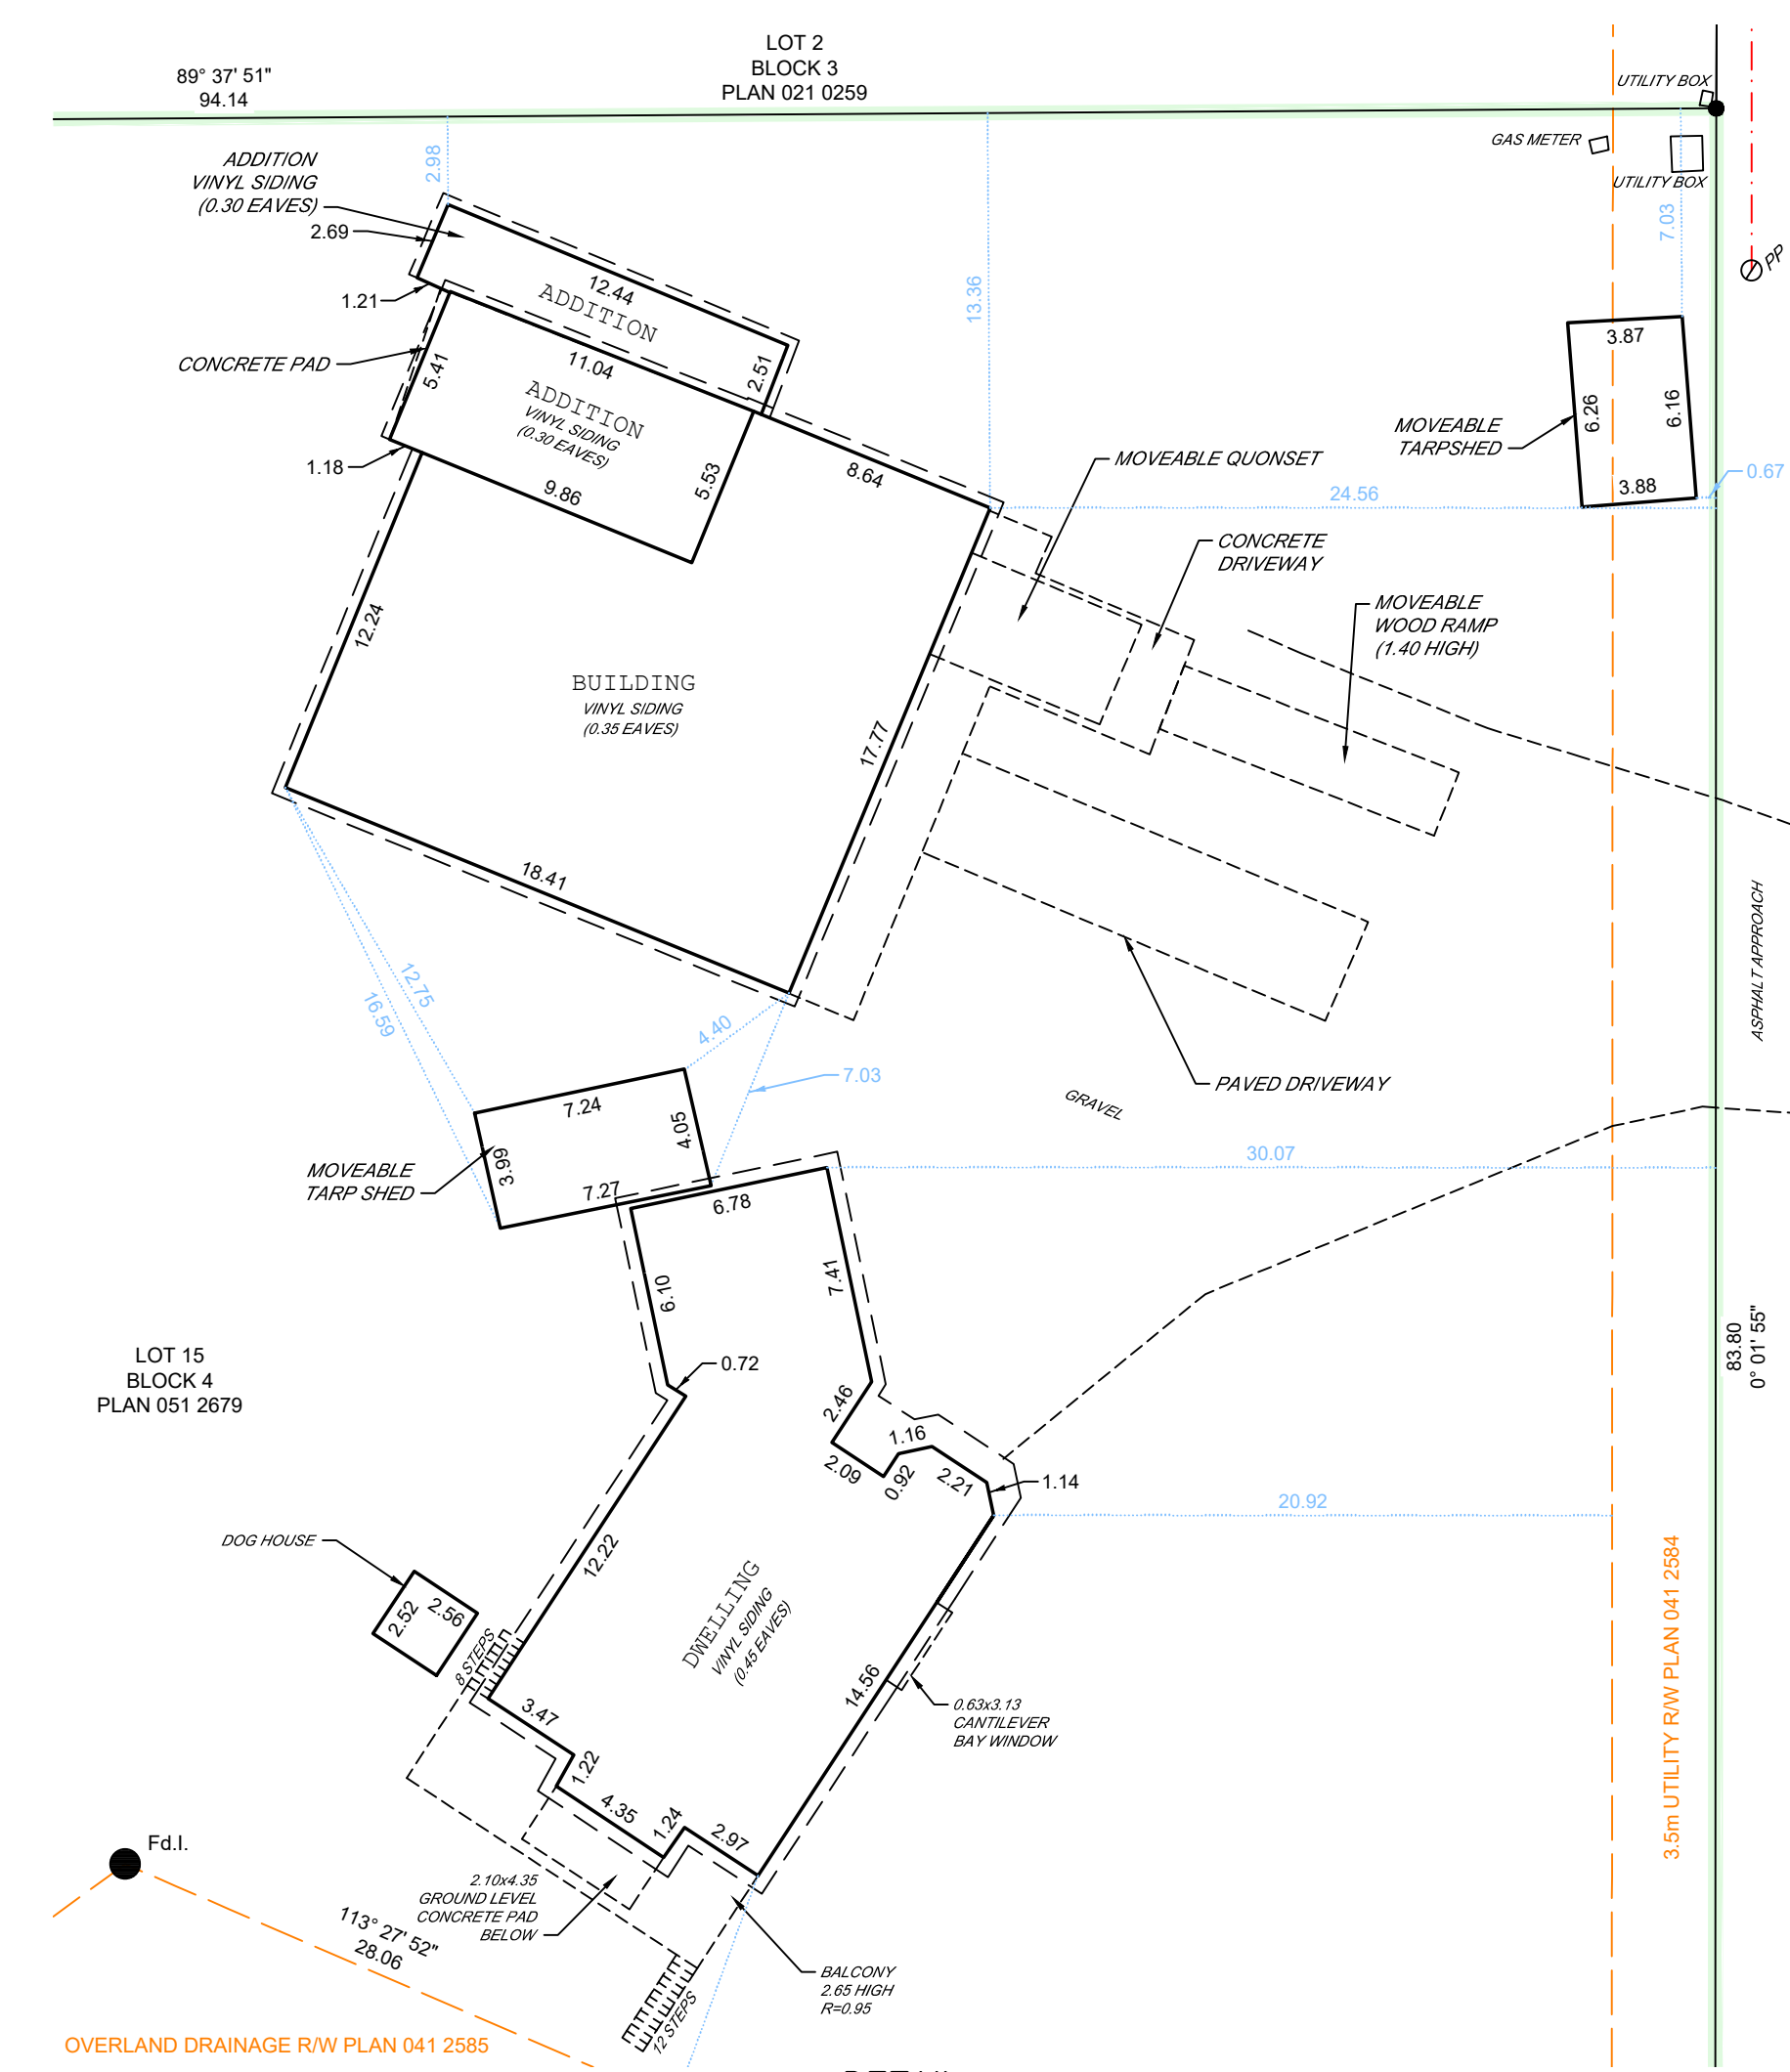 LOT 2
BLOCK 3
PLAN 021 0259
89° 37' 51"
94.14
UTILITY BOX
GAS METER
UTILITY BOX
2.98
ADDITION
VINYL SIDING
(0.30 EAVES)
2.69
1.21
12.44
ADDITION
13.36
7.03
PP
CONCRETE PAD
5.41
11.04
2.51
ADDITION
VINYL SIDING
(0.30 EAVES)
3.87
6.26
6.16
3.88
MOVEABLE
TARPSHED
0.67
1.18
9.86
5.53
8.64
MOVEABLE QUONSET
24.56
CONCRETE
DRIVEWAY
MOVEABLE
WOOD RAMP
(1.40 HIGH)
12.24
BUILDING
VINYL SIDING
(0.35 EAVES)
17.77
18.41
ASPHALT APPROACH
12.75
16.59
4.40
7.03
PAVED DRIVEWAY
GRAVEL
7.24
4.05
3.99
7.27
MOVEABLE
TARP SHED
6.78
30.07
6.10
7.41
LOT 15
BLOCK 4
PLAN 051 2679
0.72
83.80
0° 01' 55"
2.46
1.16
2.09
0.92
2.21
1.14
20.92
DOG HOUSE
2.52
2.56
12.22
8 STEPS
DWELLING
VINYL SIDING
(0.45 EAVES)
14.56
0.63x3.13
CANTILEVER
BAY WINDOW
3.5m UTILITY R/W PLAN 041 2584
3.47
1.22
4.35
1.24
2.97
Fd.I.
2.10x4.35
GROUND LEVEL
CONCRETE PAD
BELOW
113° 27' 52"
28.06
BALCONY
2.65 HIGH
R=0.95
12 STEPS
OVERLAND DRAINAGE R/W PLAN 041 2585